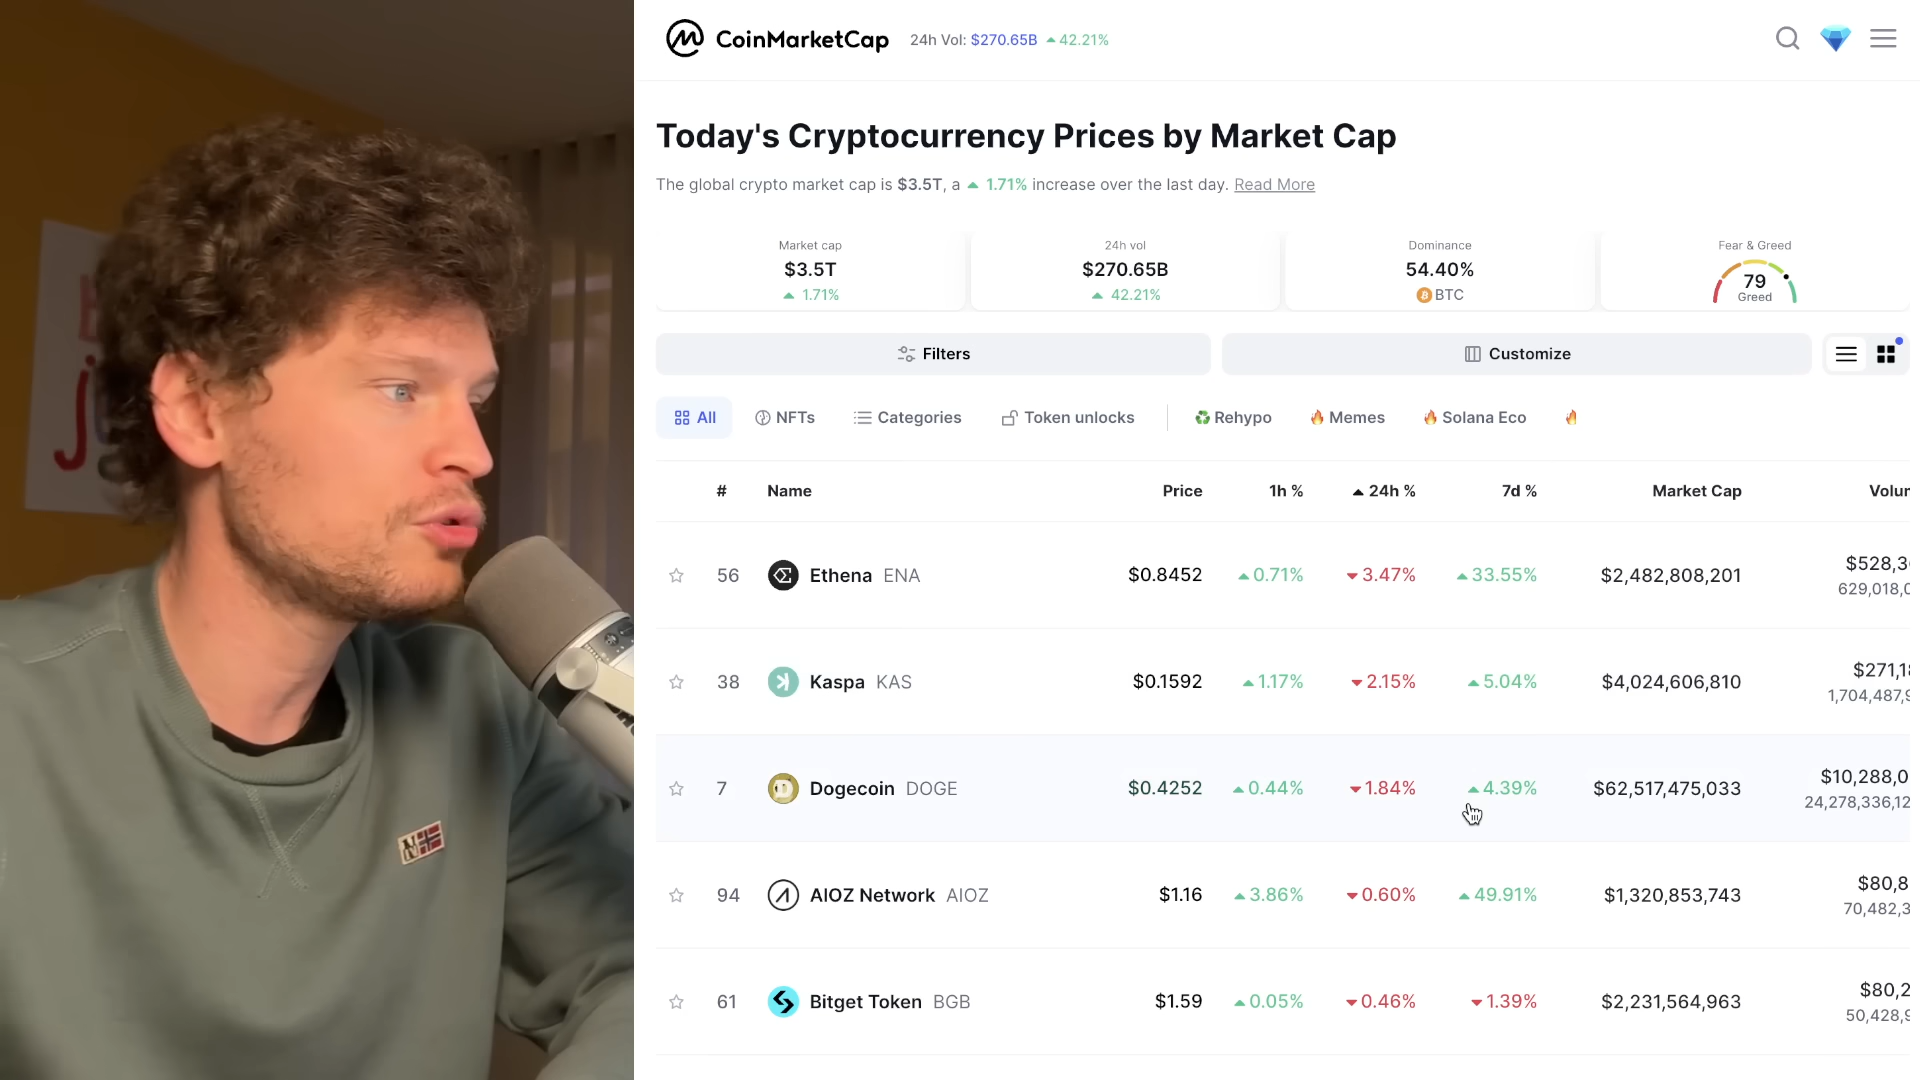 CoinMarketCap 24h Vol: $270.65B 42.21%
Today's Cryptocurrency Prices by Market Cap
The global crypto market cap is $3.5T, a 1.71% increase over the last day. Read More
Market cap
$3.5T
1.71%
24h vol
$270.65B
42.21%
Dominance
54.40%
BTC
Fear & Greed
79
Greed
Filters
Customize
All NFTs Categories Token unlocks Rehypo Memes Solana Eco
# Name Price 1h % 24h % 7d % Market Cap
56 Ethena ENA $0.8452 0.71% 3.47% 33.55% $2,482,808,201
38 Kaspa KAS $0.1592 1.17% 2.15% 5.04% $4,024,606,810
7 Dogecoin DOGE $0.4252 0.44% 1.84% 4.39% $62,517,475,033
94 AIOZ Network AIOZ $1.16 3.86% 0.60% 49.91% $1,320,853,743
61 Bitget Token BGB $1.59 0.05% 0.46% 1.39% $2,231,564,963
N